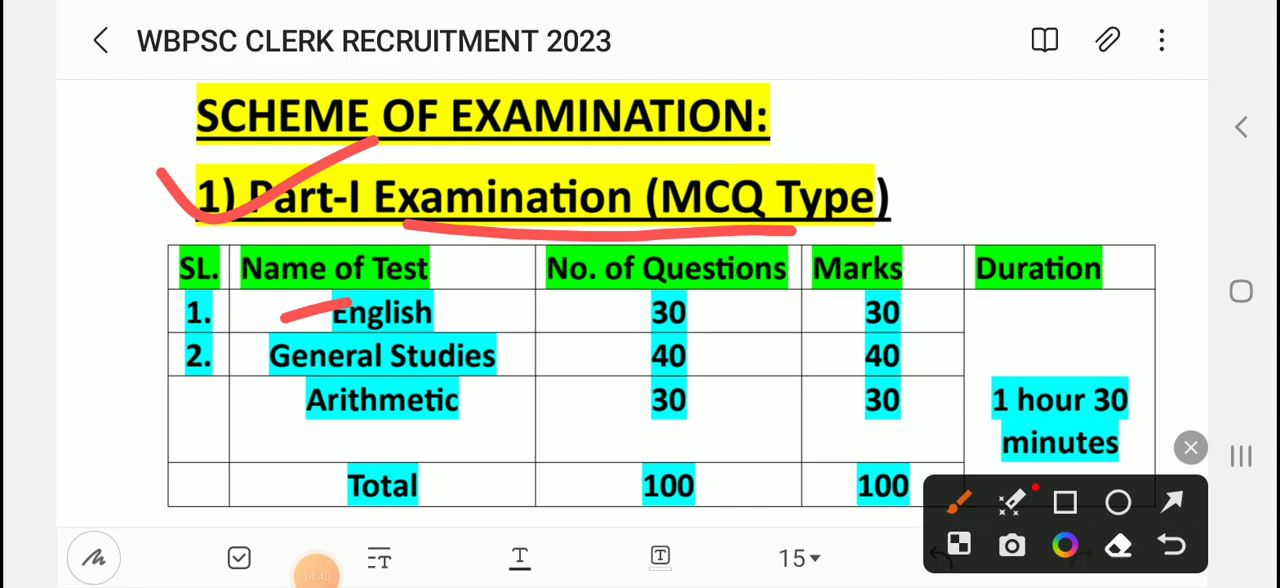 WBPSC CLERK RECRUITMENT 2023
SCHEME OF EXAMINATION:
1) Part-I Examination (MCQ Type)
SL. Name of Test No. of Questions Marks Duration
1. English 30 30
2. General Studies 40 40
Arithmetic 30 30 1 hour 30
minutes
Total 100 100
T T 15
14:40